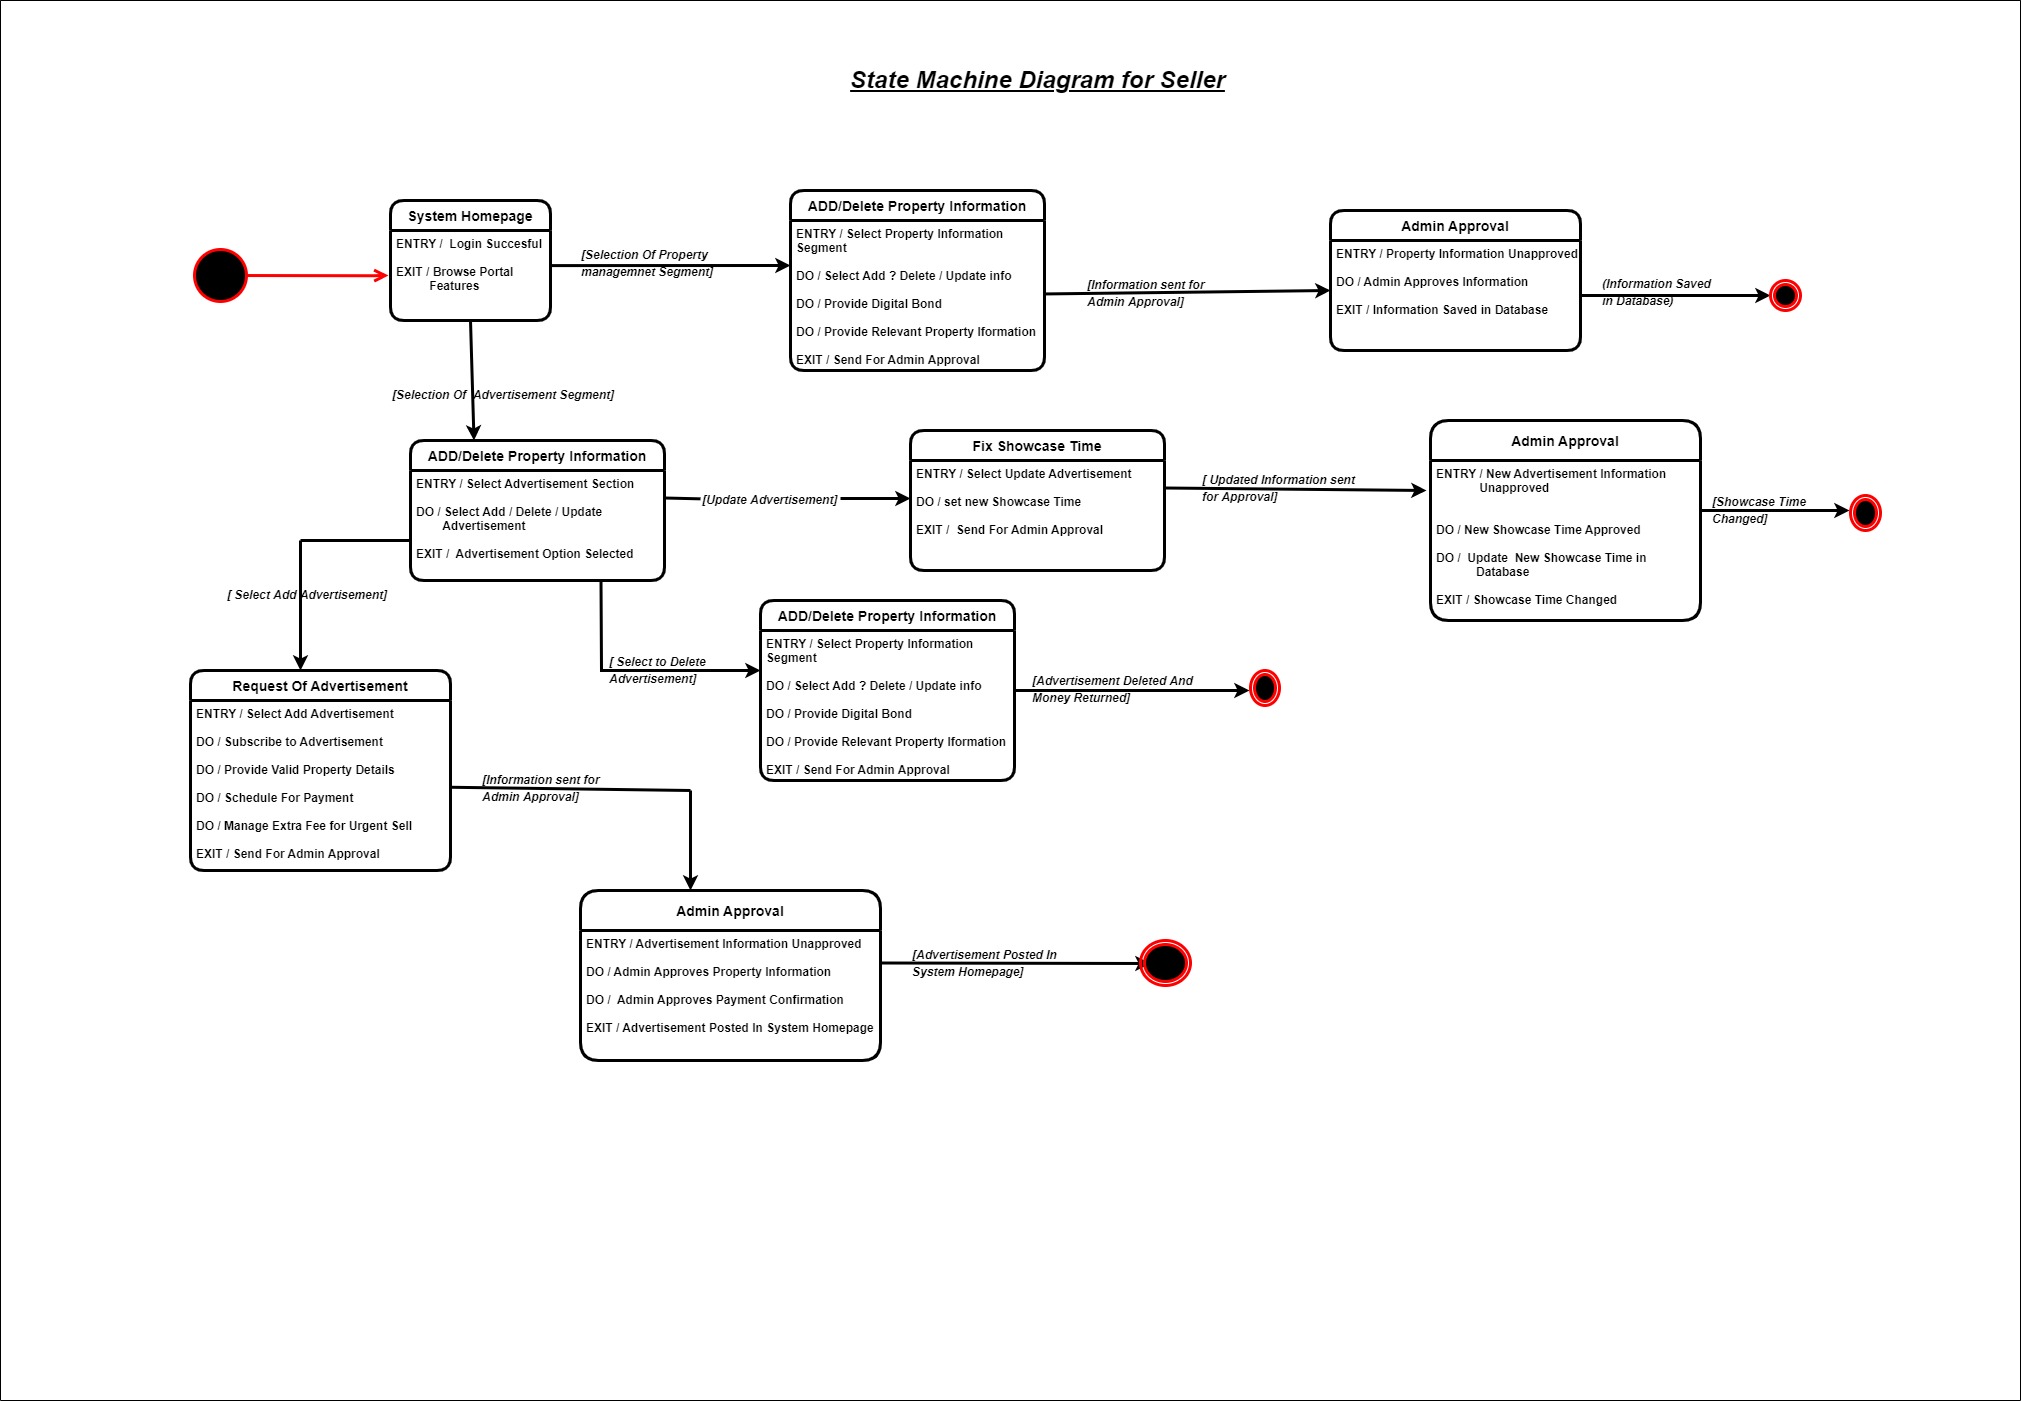 State Machine Diagram for Seller
System Homepage
ENTRY / Login Succesful
EXIT / Browse Portal
Features
[Selection Of Property
managemnet Segment]
ADD/Delete Property Information
ENTRY / Select Property Information
Segment
DO / Select Add ? Delete / Update info
DO / Provide Digital Bond
DO / Provide Relevant Property Iformation
EXIT / Send For Admin Approval
[Information sent for
Admin Approval]
Admin Approval
ENTRY / Property Information Unapproved
DO / Admin Approves Information
EXIT / Information Saved in Database
(Information Saved
in Database)
[Selection Of Advertisement Segment]
ADD/Delete Property Information
ENTRY / Select Advertisement Section
DO / Select Add / Delete / Update
Advertisement
EXIT / Advertisement Option Selected
[Update Advertisement]
Fix Showcase Time
ENTRY / Select Update Advertisement
DO / set new Showcase Time
EXIT / Send For Admin Approval
[ Updated Information sent
for Approval]
Admin Approval
ENTRY / New Advertisement Information
Unapproved
DO / New Showcase Time Approved
DO / Update New Showcase Time in
Database
EXIT / Showcase Time Changed
[Showcase Time
Changed]
[ Select Add Advertisement]
[ Select to Delete
Advertisement]
ADD/Delete Property Information
ENTRY / Select Property Information
Segment
DO / Select Add ? Delete / Update info
DO / Provide Digital Bond
DO / Provide Relevant Property Iformation
EXIT / Send For Admin Approval
[Advertisement Deleted And
Money Returned]
Request Of Advertisement
ENTRY / Select Add Advertisement
DO / Subscribe to Advertisement
DO / Provide Valid Property Details
DO / Schedule For Payment
DO / Manage Extra Fee for Urgent Sell
EXIT / Send For Admin Approval
[Information sent for
Admin Approval]
Admin Approval
ENTRY / Advertisement Information Unapproved
DO / Admin Approves Property Information
DO / Admin Approves Payment Confirmation
EXIT / Advertisement Posted In System Homepage
[Advertisement Posted In
System Homepage]